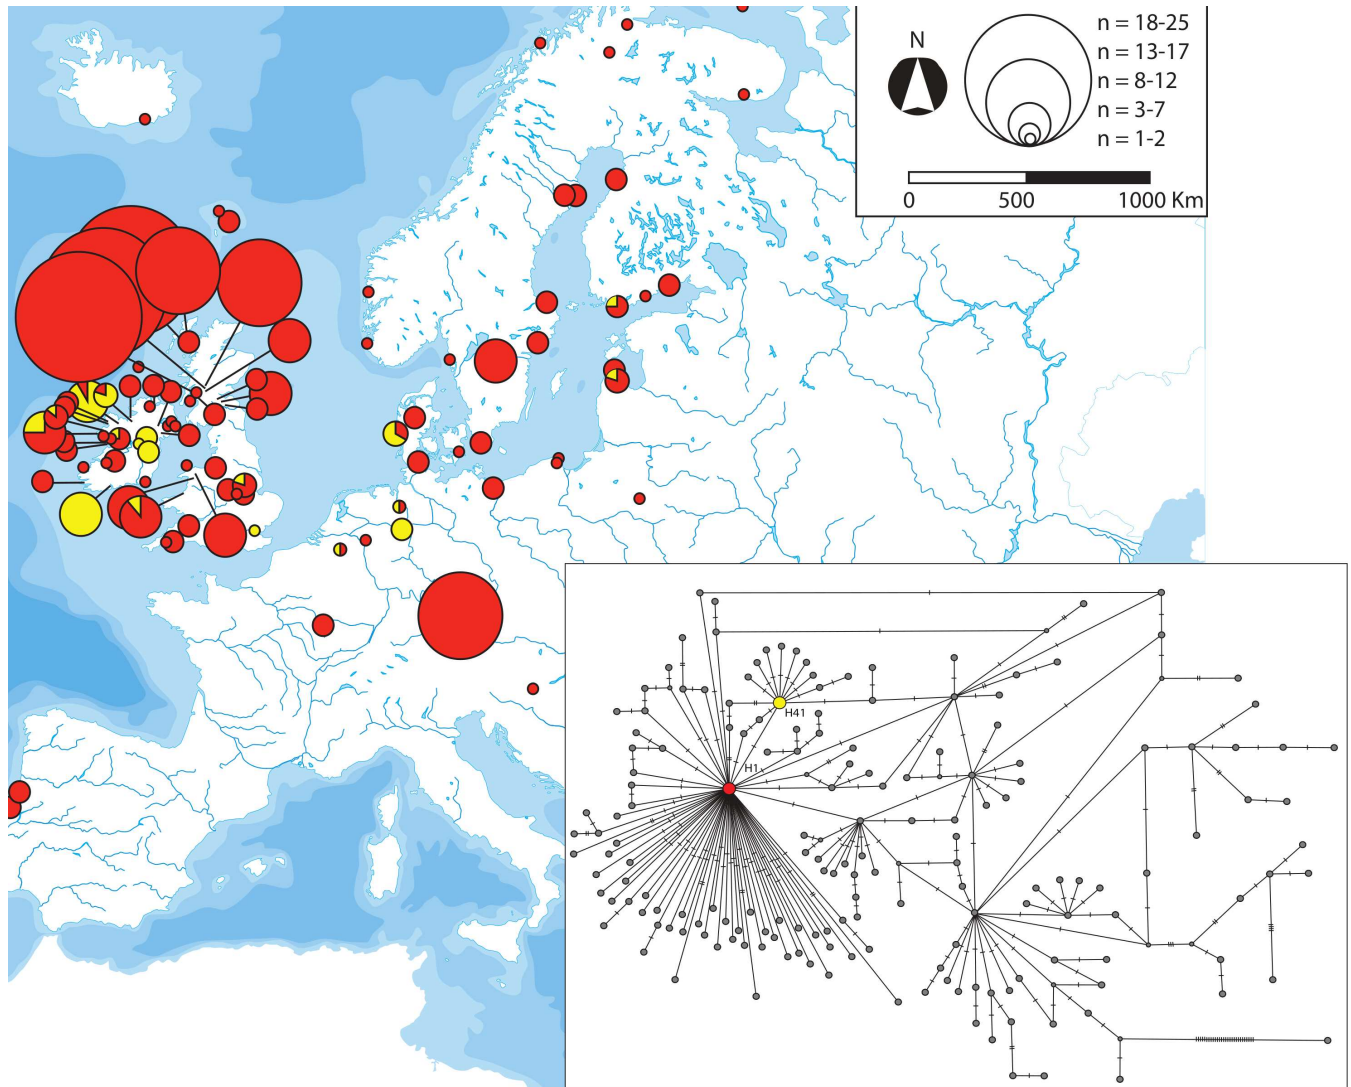 N
n = 18-25
n = 13-17
n = 8-12
n = 3-7
n = 1-2
0 500 1000 Km
H41
H1